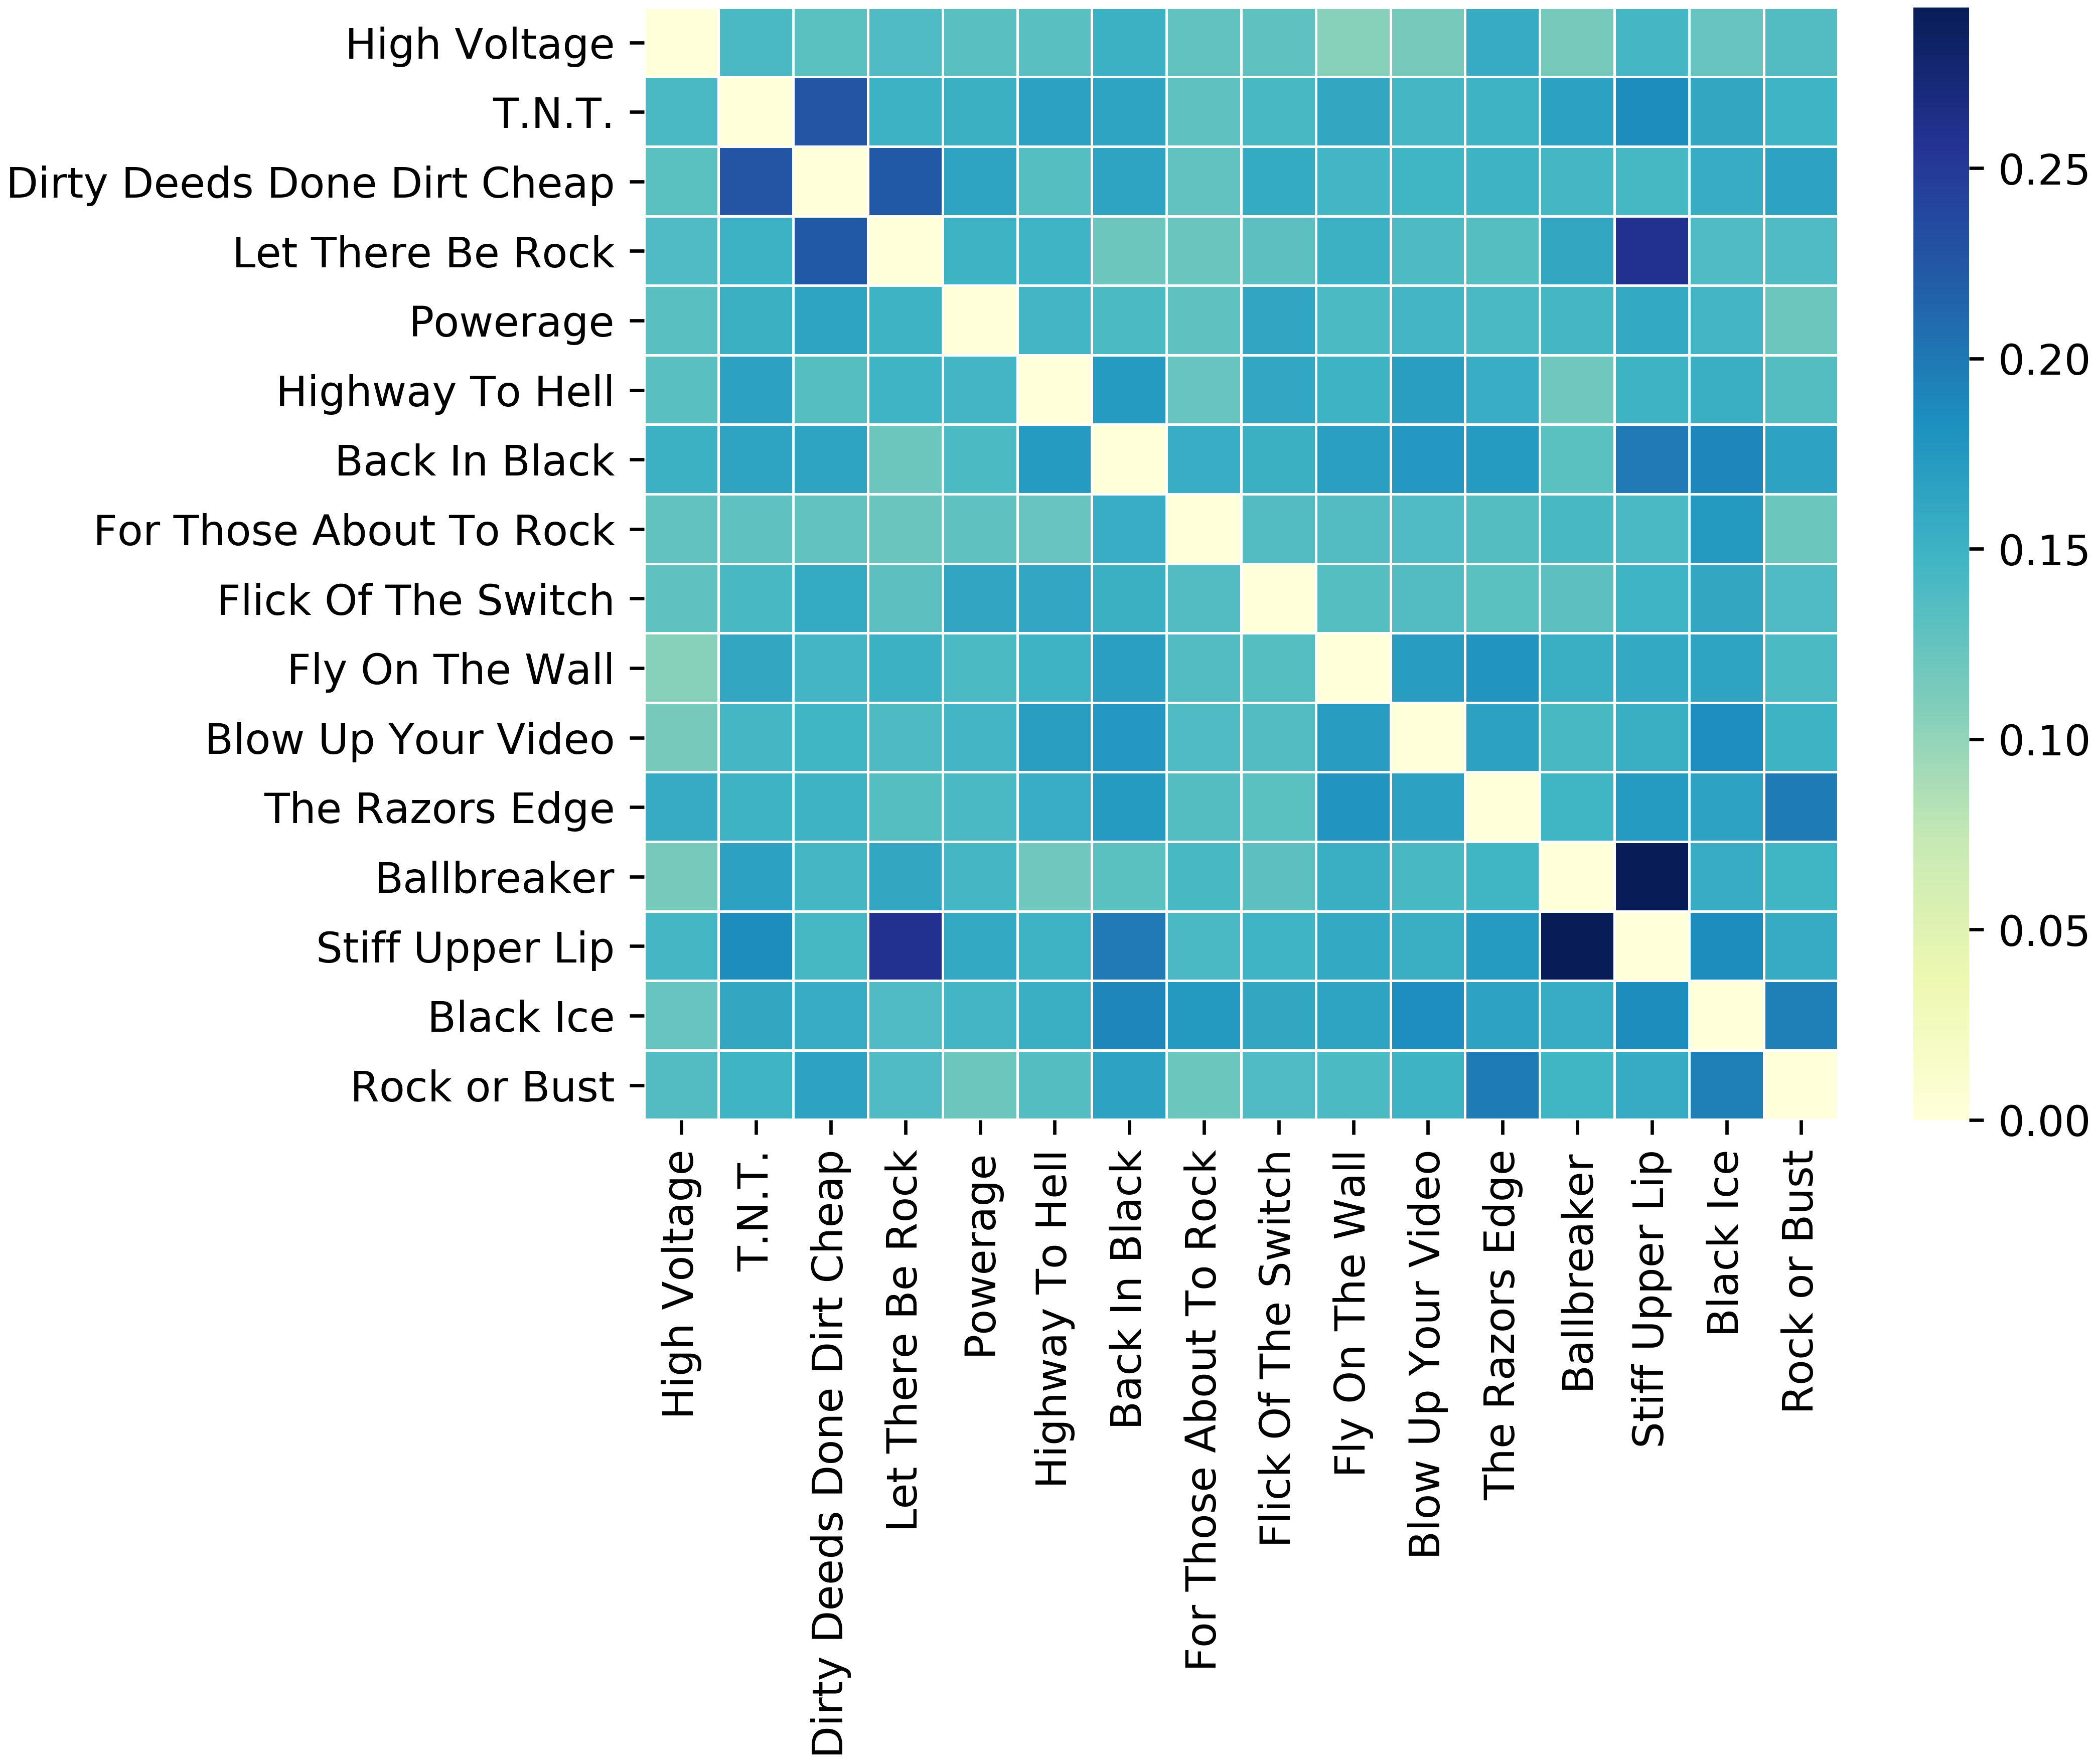 High Voltage
T.N.T.
Dirty Deeds Done Dirt Cheap
Let There Be Rock
Powerage
Highway To Hell
Back In Black
For Those About To Rock
Flick Of The Switch
Fly On The Wall
Blow Up Your Video
The Razors Edge
Ballbreaker
Stiff Upper Lip
Black Ice
Rock or Bust
High Voltage
T.N.T.
Dirty Deeds Done Dirt Cheap
Let There Be Rock
Powerage
Highway To Hell
Back In Black
For Those About To Rock
Flick Of The Switch
Fly On The Wall
Blow Up Your Video
The Razors Edge
Ballbreaker
Stiff Upper Lip
Black Ice
Rock or Bust
0.25
0.20
0.15
0.10
0.05
0.00